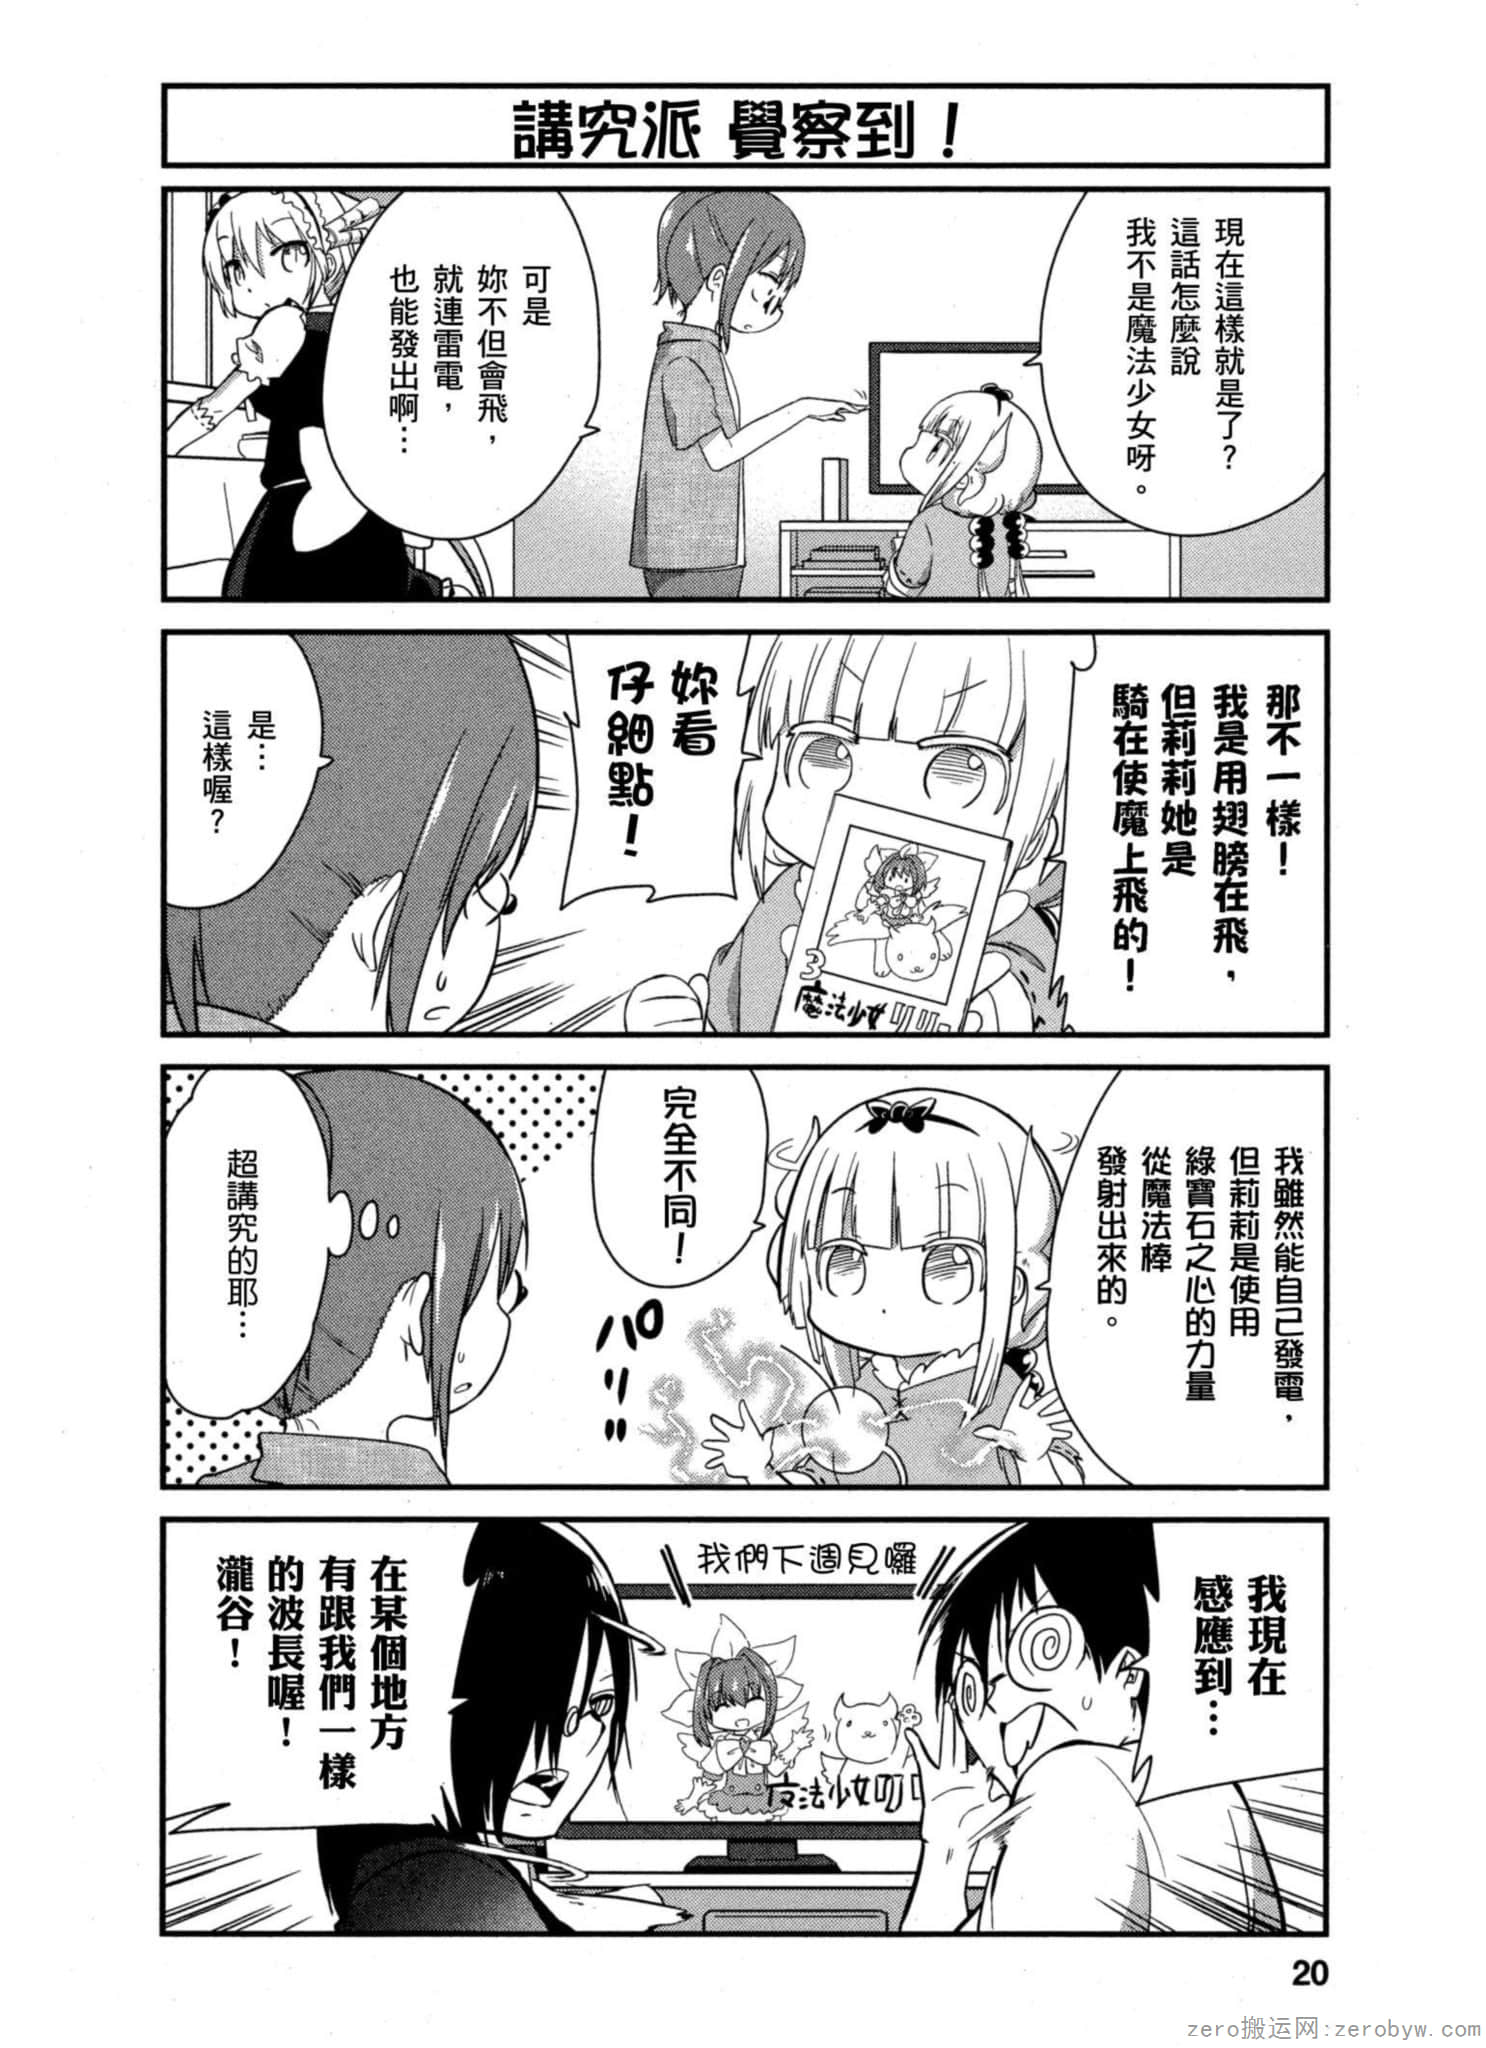 講究派 覺察到！
現在這樣就是了？
這話怎麼說
我不是魔法少女呀。
可是
妳不但會飛，
就連雷電，
也能發出啊…
那不一樣！
我是用翅膀在飛，
但莉莉她是
騎在使魔上飛的！
妳看
仔細點！
3
魔法少女
是…
這樣喔？
我雖然能自己發電，
但莉莉是使用
綠寶石之心的力量
從魔法棒
發射出來的。
完全不同！
パリ
超講究的耶…
我現在
感應到…
我們下週見囉
法少女
在某個地方
有跟我們一樣
的波長喔！
瀧谷！
20
zero搬运网:zerobyw.com